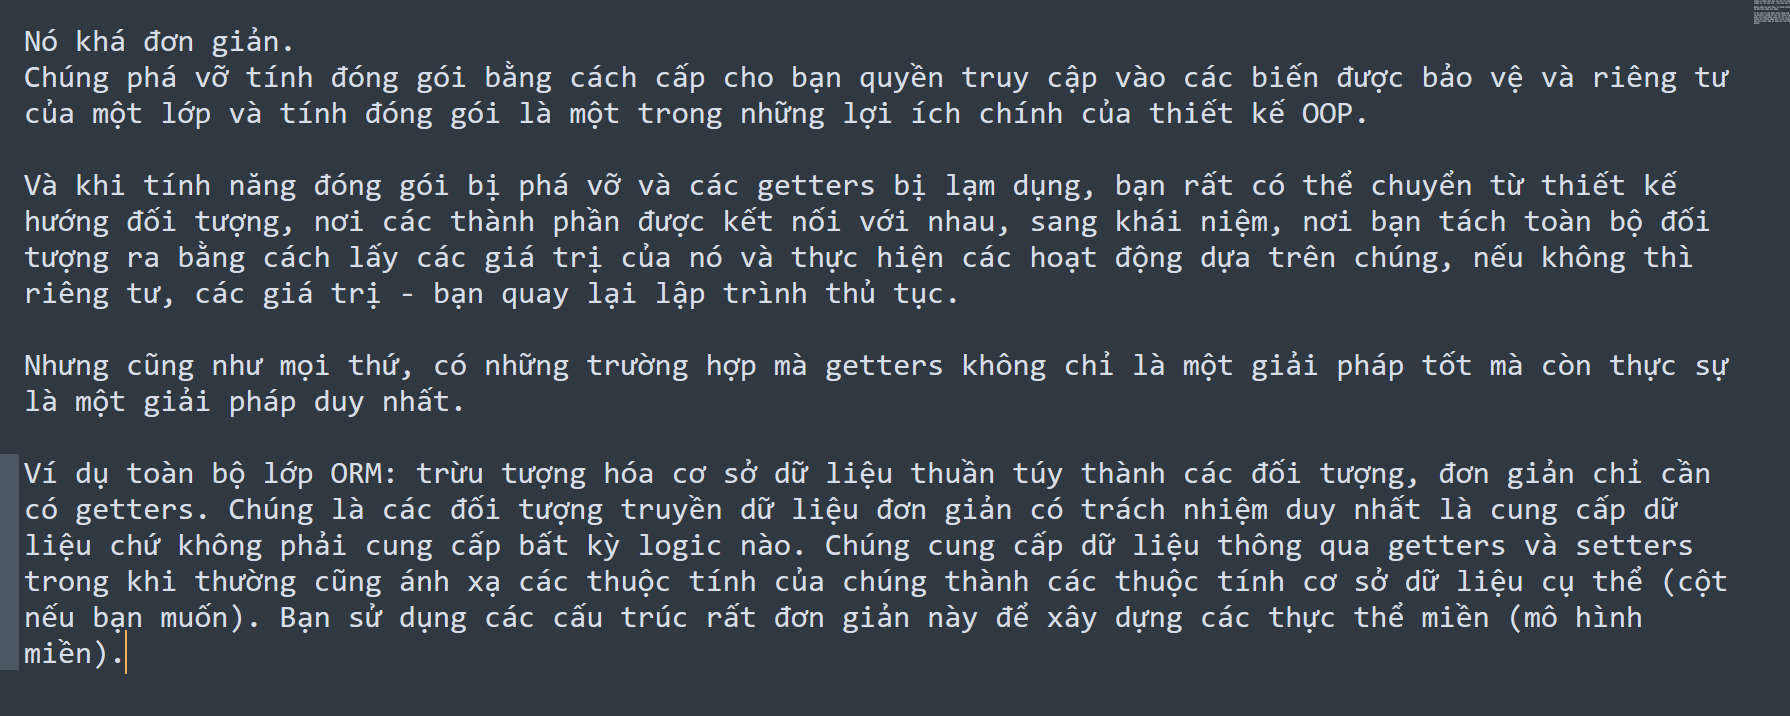 Nó khá đơn giản.
Chúng phá vỡ tính đóng gói bằng cách cấp cho bạn quyền truy cập vào các biến được bảo vệ và riêng tư
của một lớp và tính đóng gói là một trong những lợi ích chính của thiết kế OOP.
Và khi tính năng đóng gói bị phá vỡ và các getters bị lạm dụng, bạn rất có thể chuyển từ thiết kế
hướng đối tượng, nơi các thành phần được kết nối với nhau, sang khái niệm, nơi bạn tách toàn bộ đối
tượng ra bằng cách lấy các giá trị của nó và thực hiện các hoạt động dựa trên chúng, nếu không thì
riêng tư, các giá trị - bạn quay lại lập trình thủ tục.
Nhưng cũng như mọi thứ, có những trường hợp mà getters không chỉ là một giải pháp tốt mà còn thực sự
là một giải pháp duy nhất.
Ví dụ toàn bộ lớp ORM: trừu tượng hóa cơ sở dữ liệu thuần túy thành các đối tượng, đơn giản chỉ cần
có getters. Chúng là các đối tượng truyền dữ liệu đơn giản có trách nhiệm duy nhất là cung cấp dữ
liệu chứ không phải cung cấp bất kỳ logic nào. Chúng cung cấp dữ liệu thông qua getters và setters
trong khi thường cũng ánh xạ các thuộc tính của chúng thành các thuộc tính cơ sở dữ liệu cụ thể (cột
nếu bạn muốn). Bạn sử dụng các cấu trúc rất đơn giản này để xây dựng các thực thể miền (mô hình
miền).